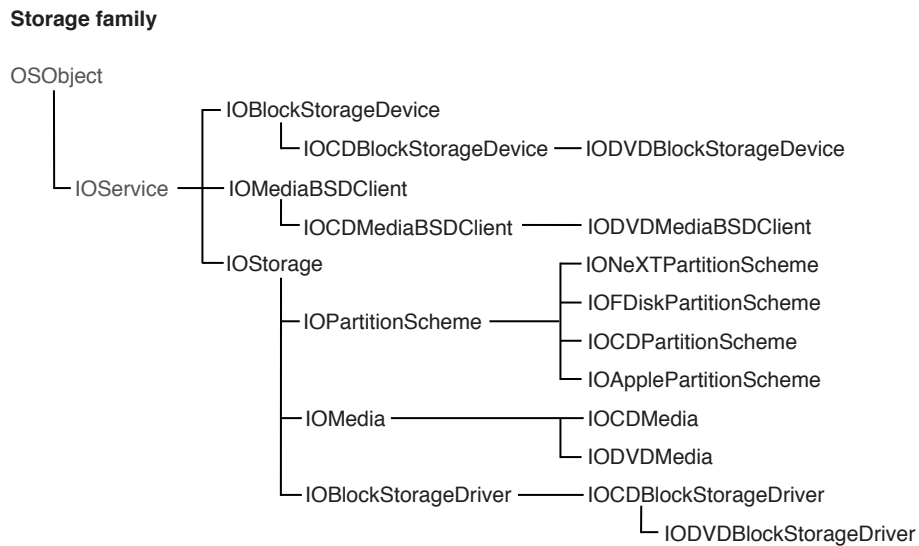 Storage family
OSObject
IOBlockStorageDevice
IOCDBlockStorageDevice
IODVDBlockStorageDevice
IOService
IOMediaBSDClient
IOCDMediaBSDClient
IODVDMediaBSDClient
IOStorage
IONeXTPartitionScheme
IOFDiskPartitionScheme
IOPartitionScheme
IOCDPartitionScheme
IOApplePartitionScheme
IOMedia
IOCDMedia
IODVDMedia
IOBlockStorageDriver
IOCDBlockStorageDriver
IODVDBlockStorageDriver